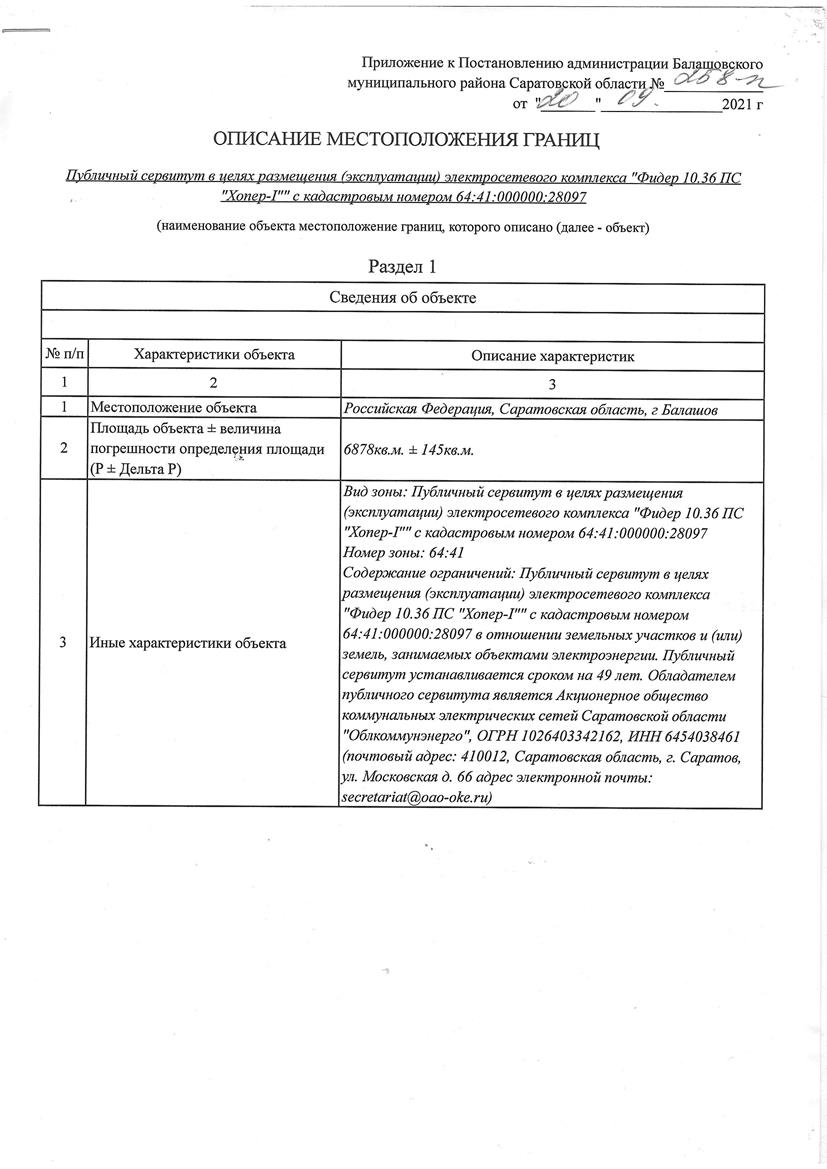 Приложение к Постановлению администрации Балашовского
муниципального района Саратовской области № 258-п
от "20" 09. 2021 г
ОПИСАНИЕ МЕСТОПОЛОЖЕНИЯ ГРАНИЦ
Публичный сервитут в целях размещения (эксплуатации) электросетевого комплекса "Фидер 10.36 ПС
"Хопер-I"" с кадастровым номером 64:41:000000:28097
(наименование объекта местоположение границ, которого описано (далее - объект)
Раздел 1
Сведения об объекте
№ п/п Характеристики объекта Описание характеристик
1 2 3
1 Местоположение объекта Российская Федерация, Саратовская область, г Балашов
2 Площадь объекта ± величина
погрешности определения площади
(Р ± Дельта Р)
6878кв.м. ± 145кв.м.
3 Иные характеристики объекта
Вид зоны: Публичный сервитут в целях размещения
(эксплуатации) электросетевого комплекса "Фидер 10.36 ПС
"Хопер-I"" с кадастровым номером 64:41:000000:28097
Номер зоны: 64:41
Содержание ограничений: Публичный сервитут в целях
размещения (эксплуатации) электросетевого комплекса
"Фидер 10.36 ПС "Хопер-I"" с кадастровым номером
64:41:000000:28097 в отношении земельных участков и (или)
земель, занимаемых объектами электроэнергии. Публичный
сервитут устанавливается сроком на 49 лет. Обладателем
публичного сервитута является Акционерное общество
коммунальных электрических сетей Саратовской области
"Облкоммунэнерго", ОГРН 1026403342162, ИНН 6454038461
(почтовый адрес: 410012, Саратовская область, г. Саратов,
ул. Московская д. 66 адрес электронной почты:
secretariat@oao-oke.ru)